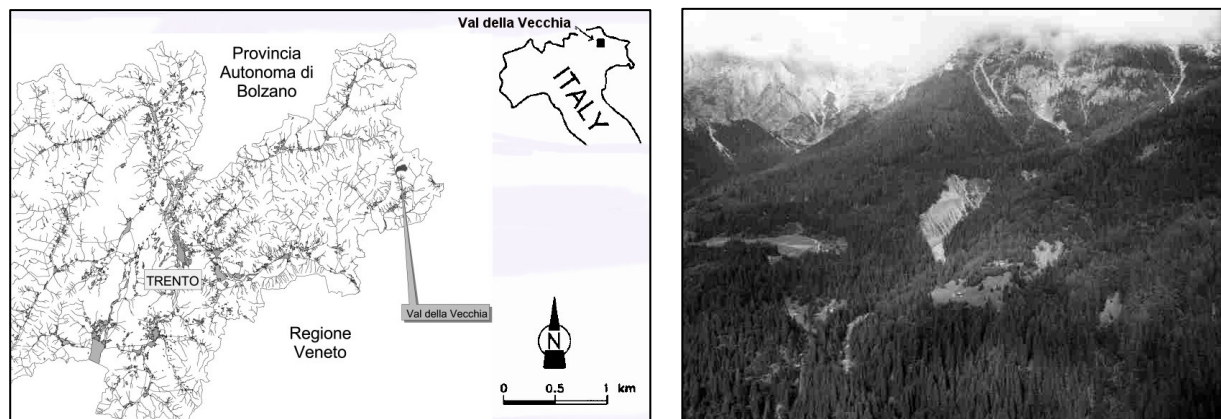 Provincia
Autonoma di
Bolzano
Val della Vecchia
ITALY
TRENTO
Val della Vecchia
Regione
Veneto
N
0 0.5 1 km